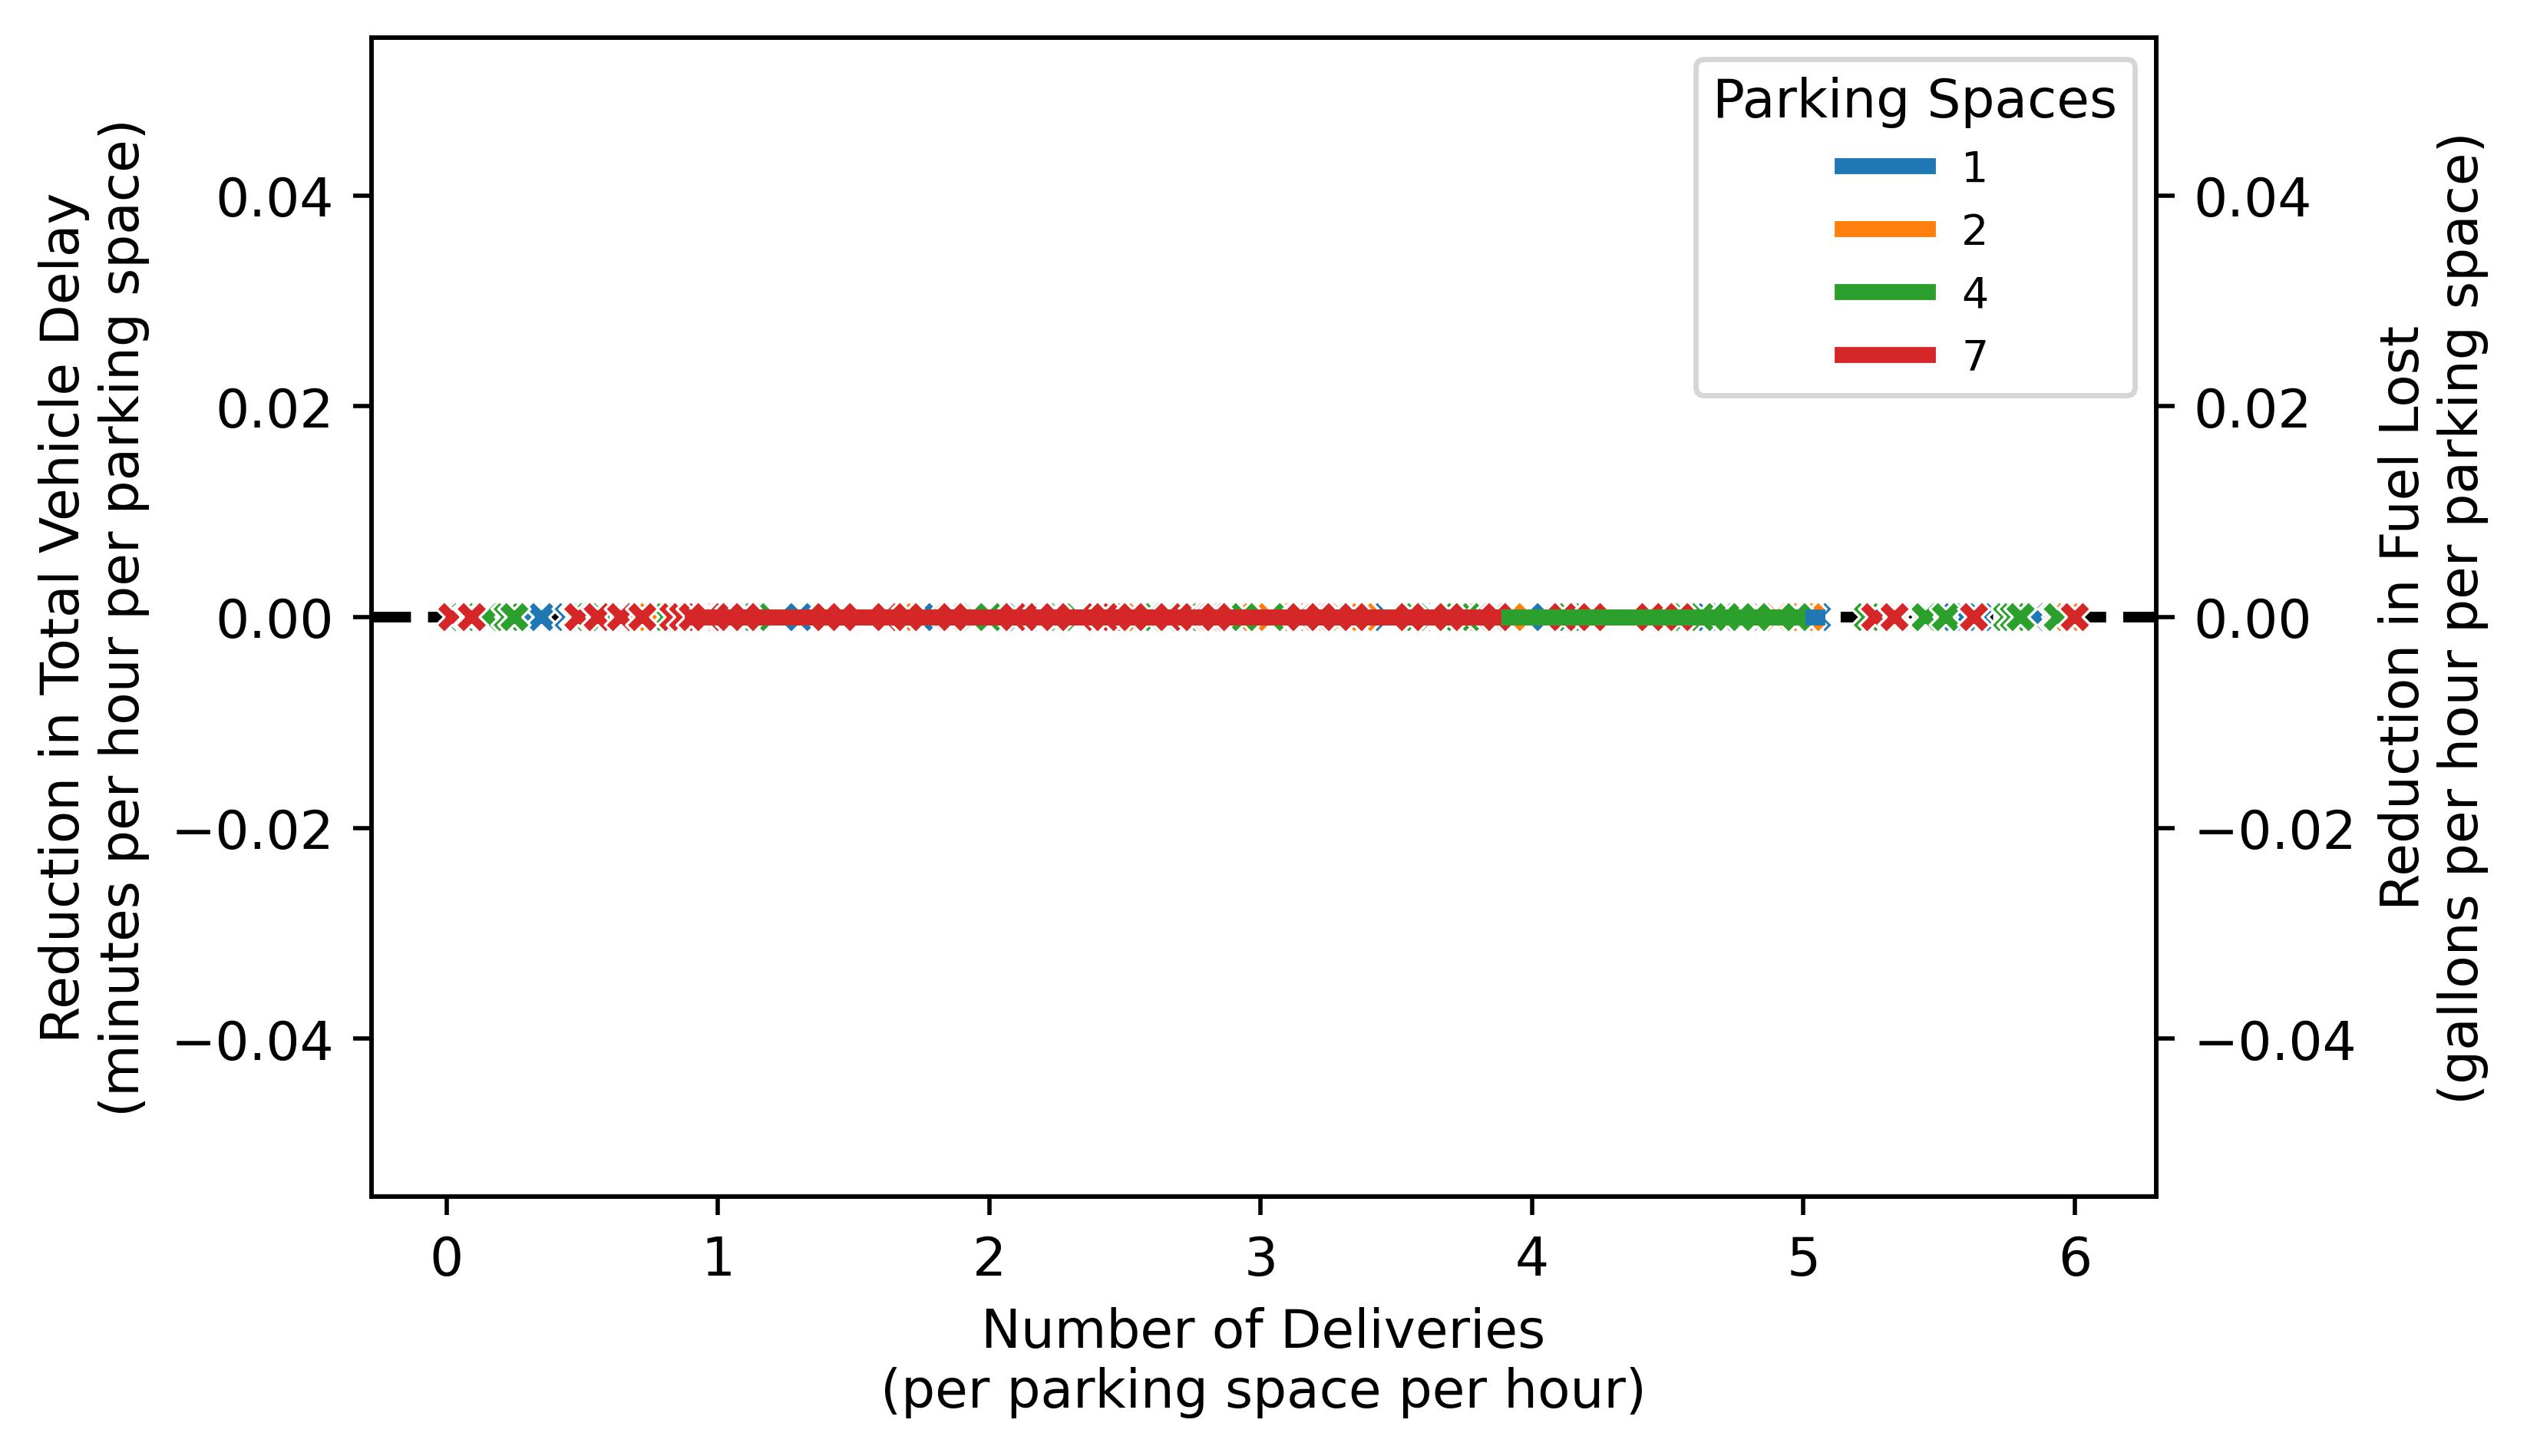 Parking Spaces
1
2
4
7
Reduction in Total Vehicle Delay
(minutes per hour per parking space)
0.04
0.02
0.00
−0.02
−0.04
0.04
0.02
0.00
−0.02
−0.04
Reduction in Fuel Lost
(gallons per hour per parking space)
0 1 2 3 4 5 6
Number of Deliveries
(per parking space per hour)